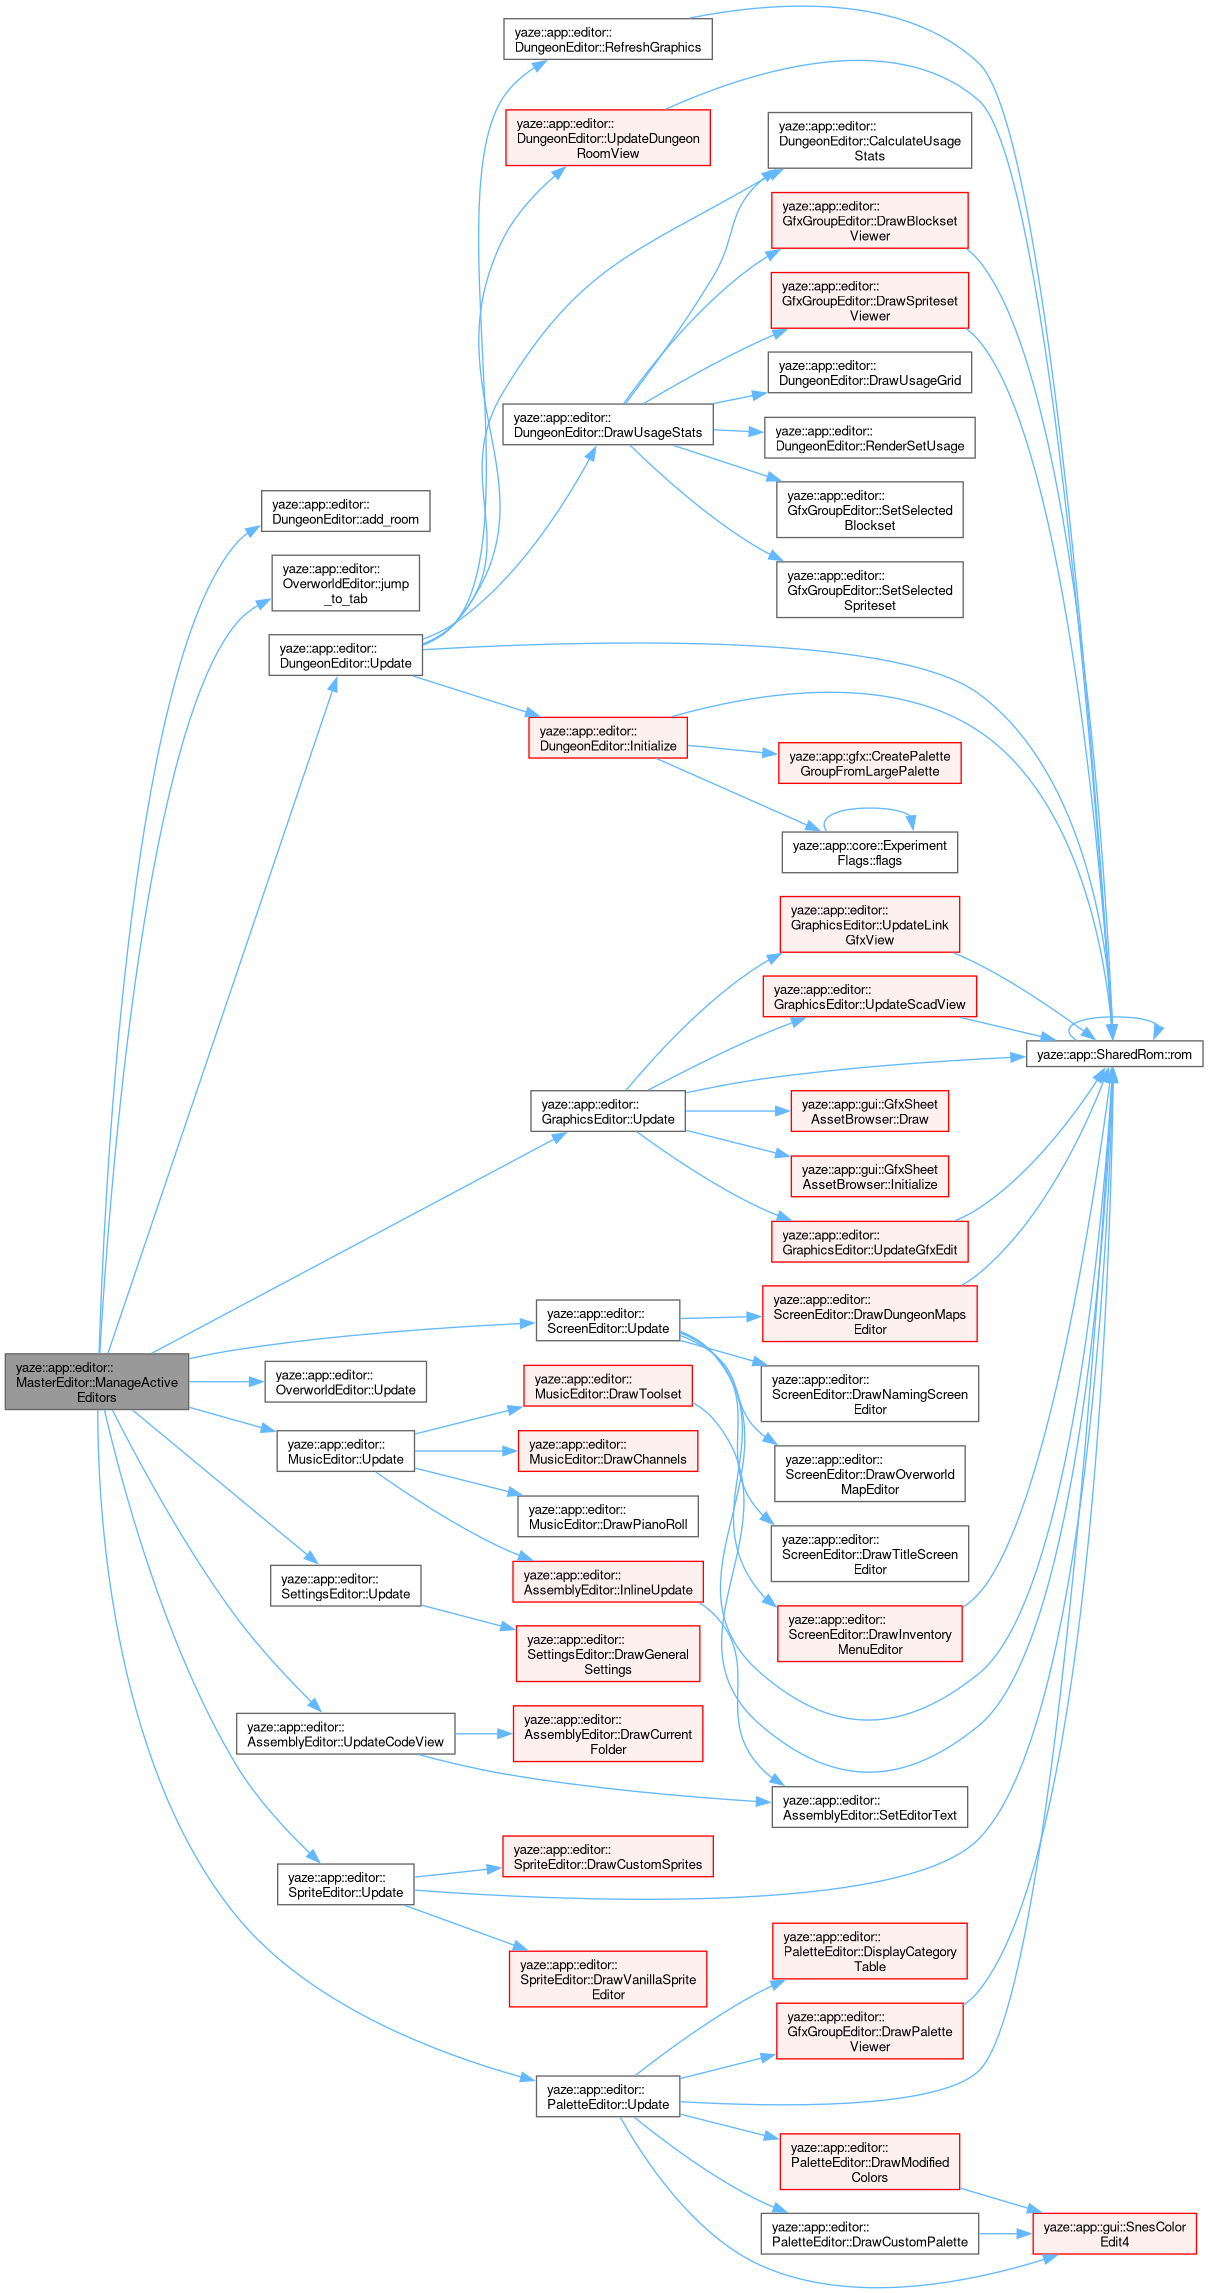 yaze::app::editor::
DungeonEditor::RefreshGraphics
yaze::app::editor::
DungeonEditor::UpdateDungeon
RoomView
yaze::app::editor::
DungeonEditor::CalculateUsage
Stats
yaze::app::editor::
GfxGroupEditor::DrawBlockset
Viewer
yaze::app::editor::
GfxGroupEditor::DrawSpriteset
Viewer
yaze::app::editor::
DungeonEditor::DrawUsageGrid
yaze::app::editor::
DungeonEditor::DrawUsageStats
yaze::app::editor::
DungeonEditor::RenderSetUsage
yaze::app::editor::
GfxGroupEditor::SetSelected
Blockset
yaze::app::editor::
DungeonEditor::add_room
yaze::app::editor::
OverworldEditor::jump
_to_tab
yaze::app::editor::
GfxGroupEditor::SetSelected
Spriteset
yaze::app::editor::
DungeonEditor::Update
yaze::app::editor::
DungeonEditor::Initialize
yaze::app::gfx::CreatePalette
GroupFromLargePalette
yaze::app::core::Experiment
Flags::flags
yaze::app::editor::
GraphicsEditor::UpdateLink
GfxView
yaze::app::editor::
GraphicsEditor::UpdateScadView
yaze::app::SharedRom::rom
yaze::app::editor::
GraphicsEditor::Update
yaze::app::gui::GfxSheet
AssetBrowser::Draw
yaze::app::gui::GfxSheet
AssetBrowser::Initialize
yaze::app::editor::
GraphicsEditor::UpdateGfxEdit
yaze::app::editor::
ScreenEditor::Update
yaze::app::editor::
ScreenEditor::DrawDungeonMaps
Editor
yaze::app::editor::
MasterEditor::ManageActive
Editors
yaze::app::editor::
OverworldEditor::Update
yaze::app::editor::
MusicEditor::DrawToolset
yaze::app::editor::
ScreenEditor::DrawNamingScreen
Editor
yaze::app::editor::
MusicEditor::Update
yaze::app::editor::
MusicEditor::DrawChannels
yaze::app::editor::
ScreenEditor::DrawOverworld
MapEditor
yaze::app::editor::
MusicEditor::DrawPianoRoll
yaze::app::editor::
ScreenEditor::DrawTitleScreen
Editor
yaze::app::editor::
SettingsEditor::Update
yaze::app::editor::
AssemblyEditor::InlineUpdate
yaze::app::editor::
ScreenEditor::DrawInventory
MenuEditor
yaze::app::editor::
SettingsEditor::DrawGeneral
Settings
yaze::app::editor::
AssemblyEditor::UpdateCodeView
yaze::app::editor::
AssemblyEditor::DrawCurrent
Folder
yaze::app::editor::
AssemblyEditor::SetEditorText
yaze::app::editor::
SpriteEditor::Update
yaze::app::editor::
SpriteEditor::DrawCustomSprites
yaze::app::editor::
SpriteEditor::DrawVanillaSprite
Editor
yaze::app::editor::
PaletteEditor::DisplayCategory
Table
yaze::app::editor::
GfxGroupEditor::DrawPalette
Viewer
yaze::app::editor::
PaletteEditor::Update
yaze::app::editor::
PaletteEditor::DrawModified
Colors
yaze::app::editor::
PaletteEditor::DrawCustomPalette
yaze::app::gui::SnesColor
Edit4